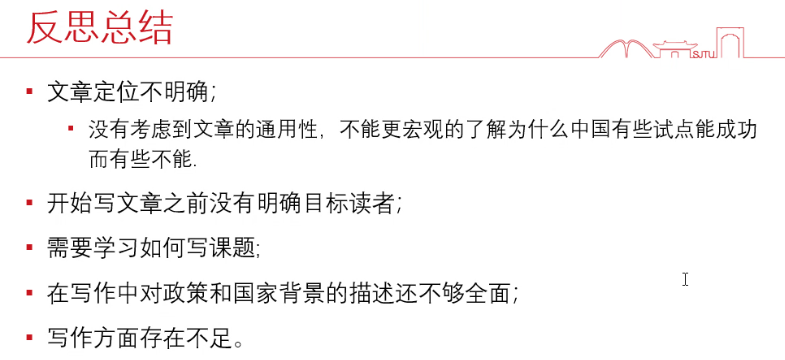 反思总结
SJTU
▪ 文章定位不明确;
▪ 没有考虑到文章的通用性，不能更宏观的了解为什么中国有些试点能成功
而有些不能.
▪ 开始写文章之前没有明确目标读者;
▪ 需要学习如何写课题;
▪ 在写作中对政策和国家背景的描述还不够全面;
▪ 写作方面存在不足。